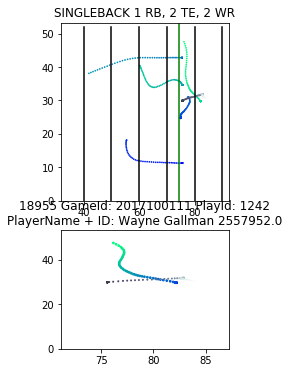 SINGLEBACK 1 RB, 2 TE, 2 WR
50
40
30
20
10
0
40 60 80
18955 GameId: 2017100111 PlayId: 1242
PlayerName + ID: Wayne Gallman 2557952.0
40
20
0
75 80 85